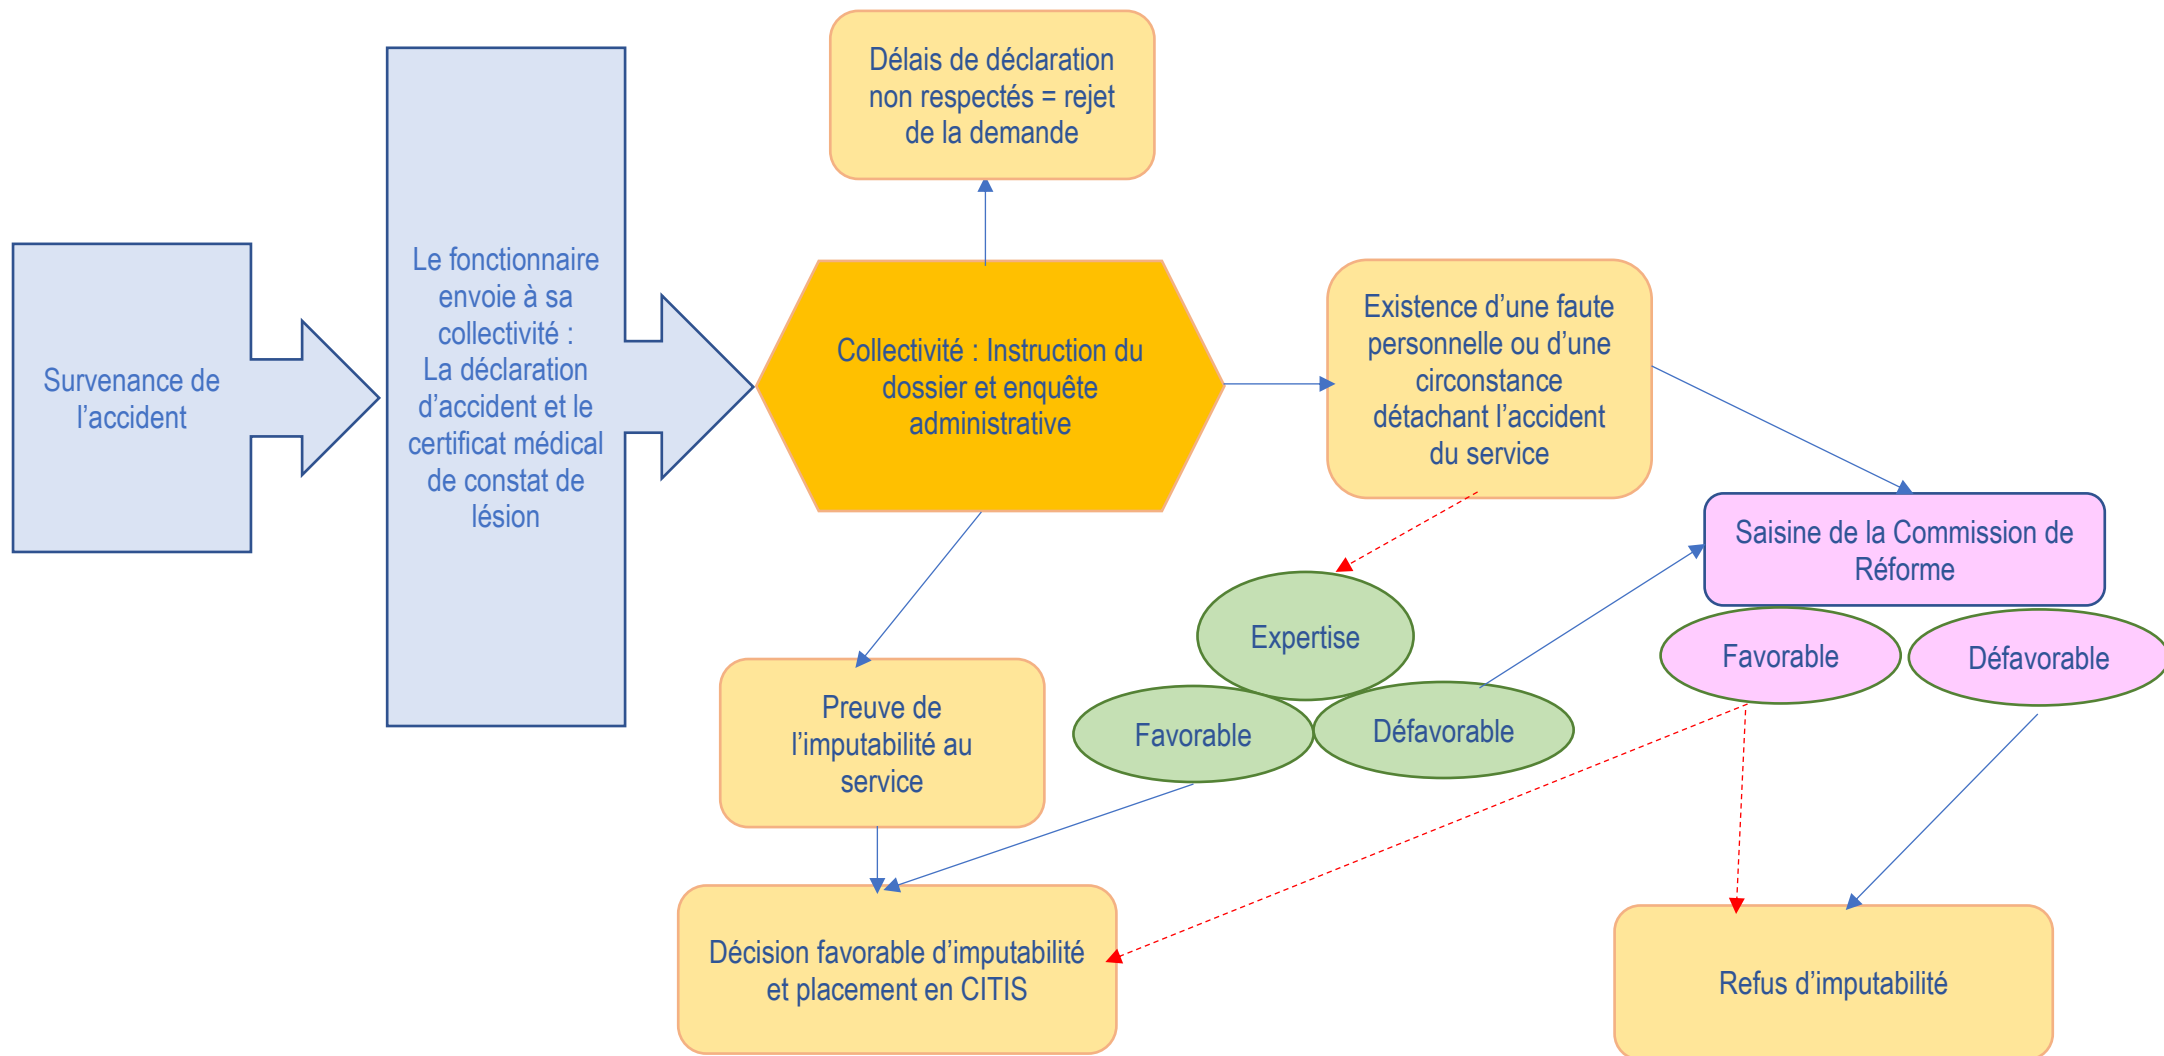 Délais de déclaration
non respectés = rejet
de la demande
Survenance de
l’accident
Le fonctionnaire
envoie à sa
collectivité :
La déclaration
d’accident et le
certificat médical
de constat de
lésion
Collectivité : Instruction du
dossier et enquête
administrative
Existence d’une faute
personnelle ou d’une
circonstance
détachant l’accident
du service
Saisine de la Commission de
Réforme
Favorable
Défavorable
Expertise
Favorable
Défavorable
Preuve de
l’imputabilité au
service
Décision favorable d’imputabilité
et placement en CITIS
Refus d’imputabilité